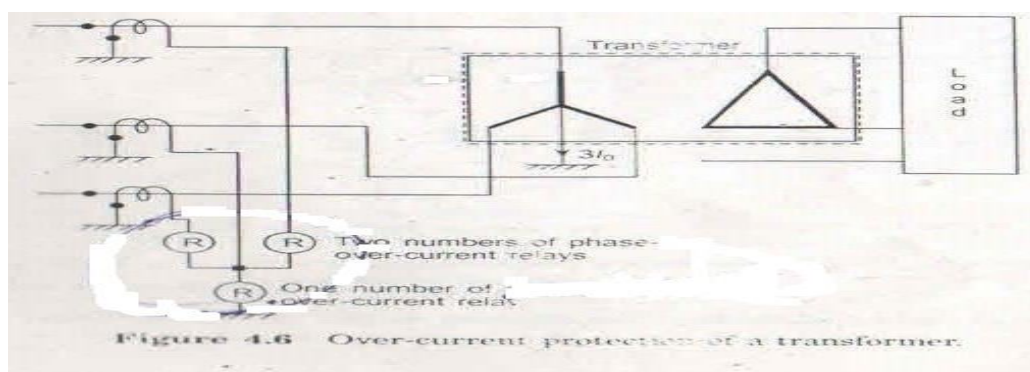 Transformer
Load
3I₀
R
R
Two numbers of phase-
over-current relays
R
One number of
over-current relay
Figure 4.6 Over-current protection of a transformer.